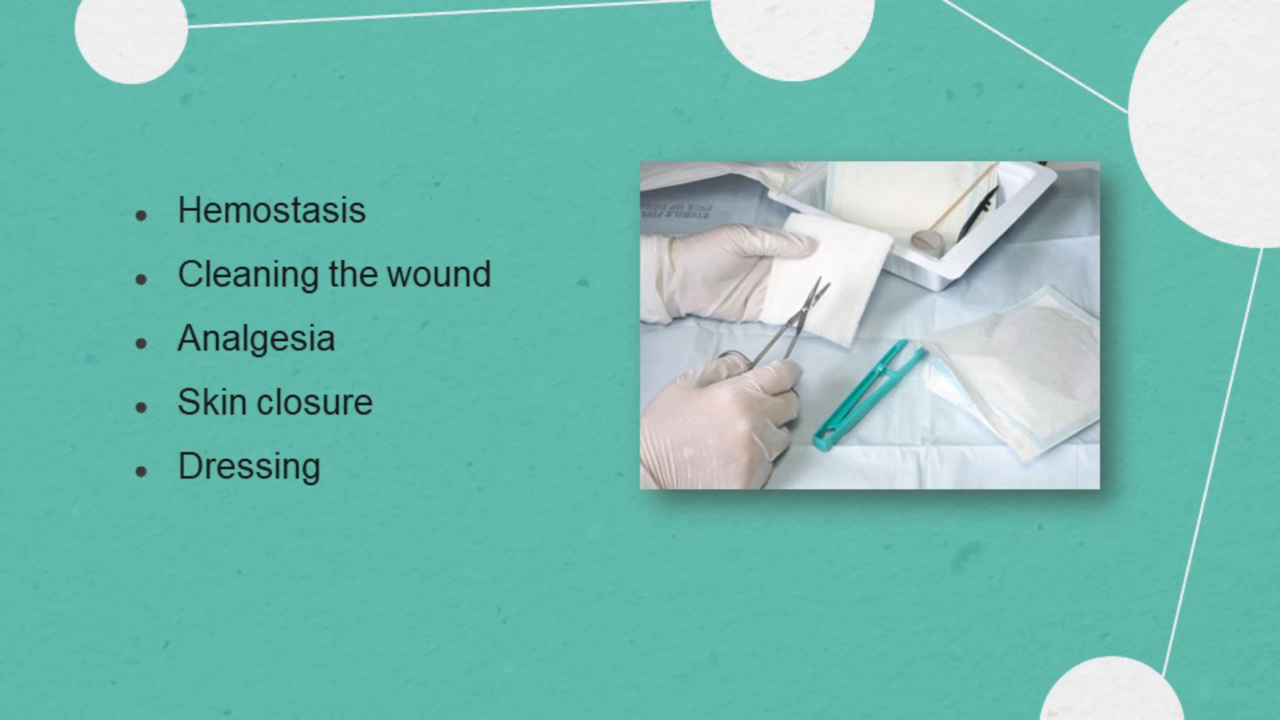 Hemostasis
Cleaning the wound
Analgesia
Skin closure
Dressing